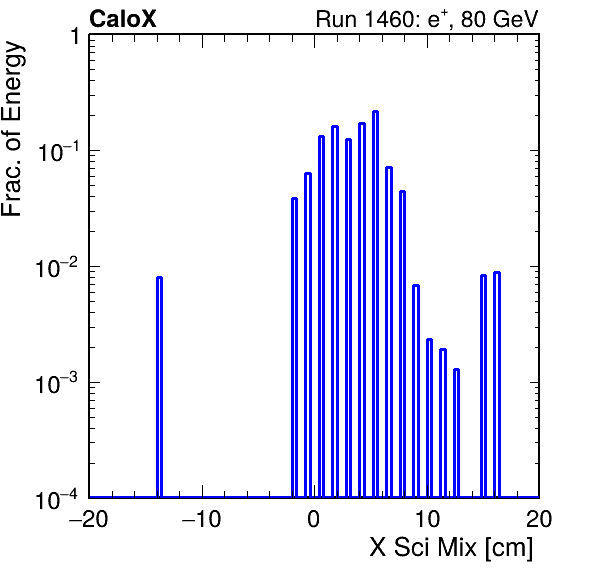 CaloX Run 1460: e⁺, 80 GeV
Frac. of Energy
1
10⁻¹
10⁻²
10⁻³
10⁻⁴
−20 −10 0 10 20
X Sci Mix [cm]